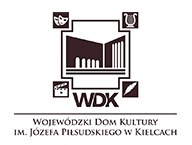 WDK
WOJEWÓDZKI DOM KULTURY
IM. JÓZEFA PIŁSUDSKIEGO W KIELCACH